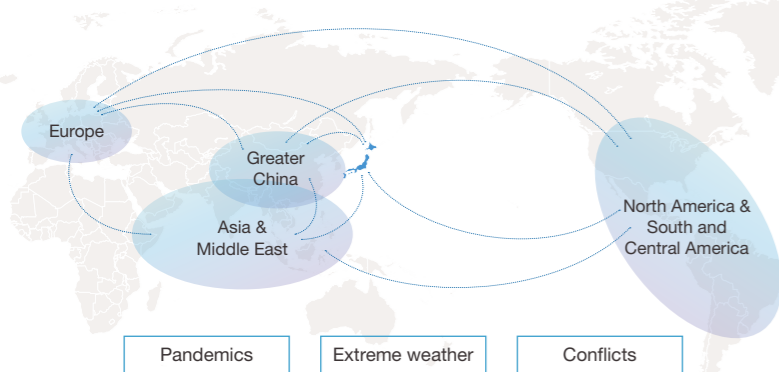 Europe
Greater
China
Asia &
Middle East
North America &
South and
Central America
Pandemics
Extreme weather
Conflicts